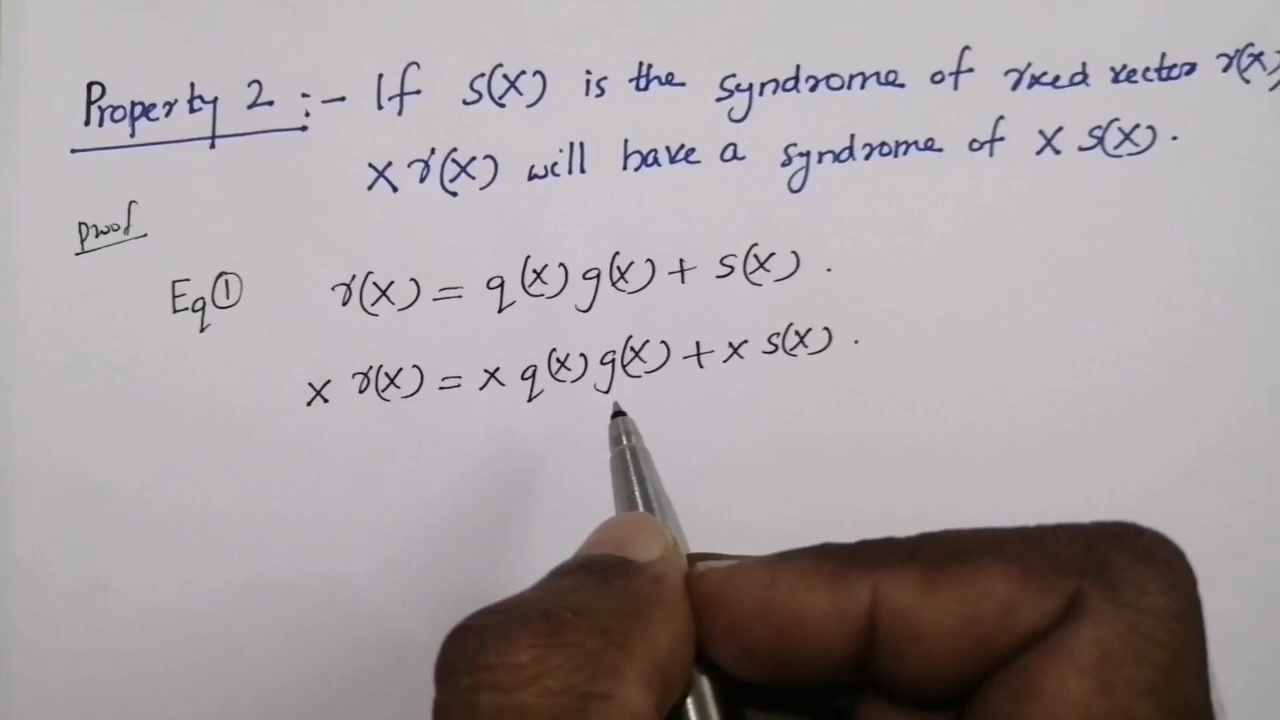 Property 2 :- If s(X) is the syndrome of rxed vector r(X)
X r(X) will have a syndrome of X s(X).
Proof
Eq① r(X) = q(X) g(X) + s(X).
X r(X) = X q(X) g(X) + X s(X).